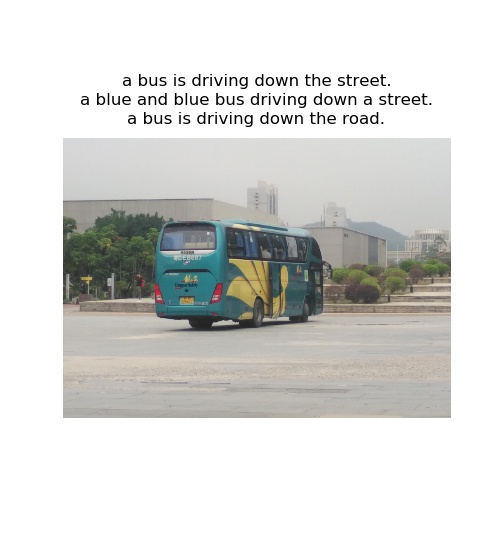 a bus is driving down the street.
a blue and blue bus driving down a street.
a bus is driving down the road.